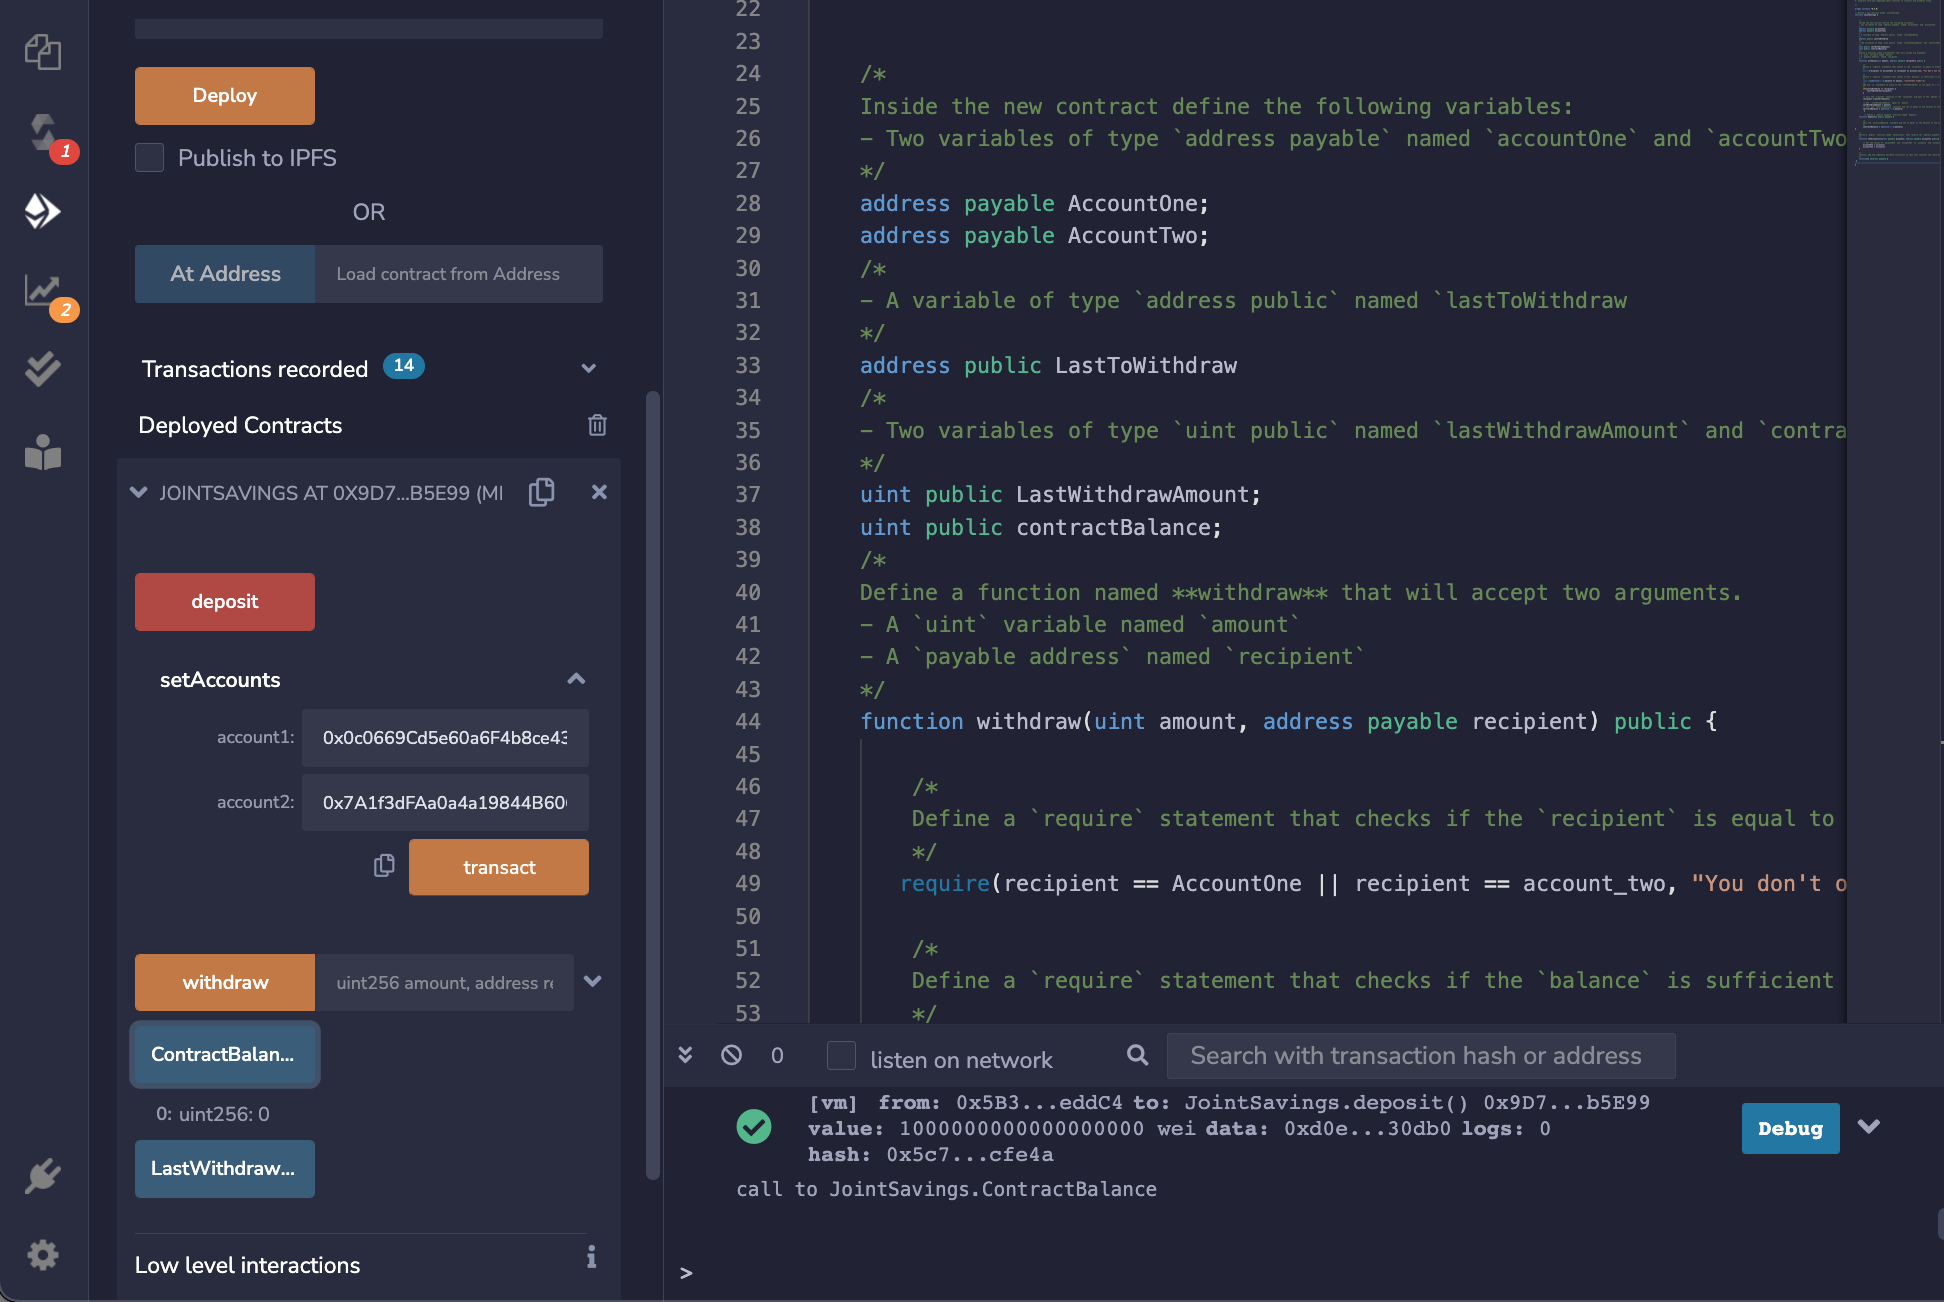 1
2
Deploy
Publish to IPFS
OR
At Address
Load contract from Address
Transactions recorded 14
Deployed Contracts
JOINTSAVINGS AT 0X9D7...B5E99 (MI
deposit
setAccounts
account1: 0x0c0669Cd5e60a6F4b8ce43
account2: 0x7A1f3dFAa0a4a19844B60
transact
withdraw
uint256 amount, address re
ContractBalan...
0: uint256: 0
LastWithdraw...
Low level interactions
22
23
24 /*
25 Inside the new contract define the following variables:
26 - Two variables of type `address payable` named `accountOne` and `accountTwo
27 */
28 address payable AccountOne;
29 address payable AccountTwo;
30 /*
31 - A variable of type `address public` named `lastToWithdraw
32 */
33 address public LastToWithdraw
34 /*
35 - Two variables of type `uint public` named `lastWithdrawAmount` and `contra
36 */
37 uint public LastWithdrawAmount;
38 uint public contractBalance;
39 /*
40 Define a function named **withdraw** that will accept two arguments.
41 - A `uint` variable named `amount`
42 - A `payable address` named `recipient`
43 */
44 function withdraw(uint amount, address payable recipient) public {
45
46 /*
47 Define a `require` statement that checks if the `recipient` is equal to
48 */
49 require(recipient == AccountOne || recipient == account_two, "You don't o
50
51 /*
52 Define a `require` statement that checks if the `balance` is sufficient
53 */
0
listen on network
Search with transaction hash or address
[vm] from: 0x5B3...eddC4 to: JointSavings.deposit() 0x9D7...b5E99
value: 1000000000000000000 wei data: 0xd0e...30db0 logs: 0
hash: 0x5c7...cfe4a
Debug
call to JointSavings.ContractBalance
>